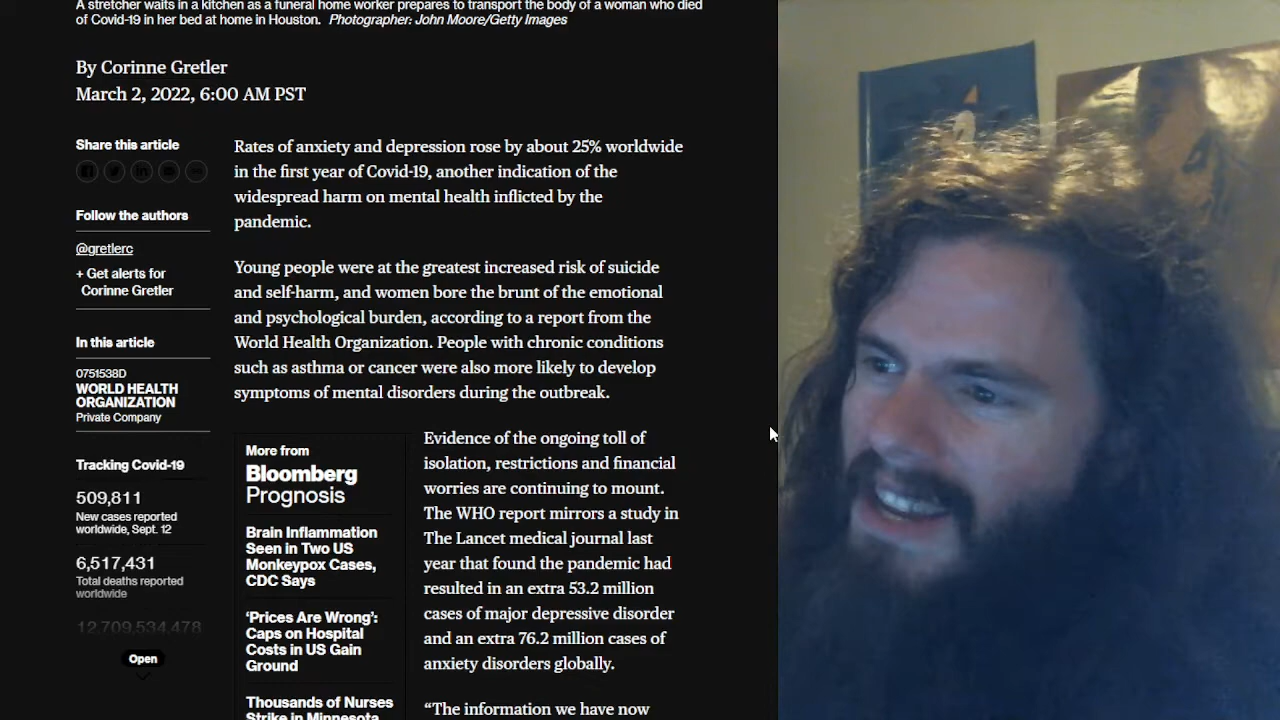 A stretcher waits in a kitchen as a funeral home worker prepares to transport the body of a woman who died
of Covid-19 in her bed at home in Houston. Photographer: John Moore/Getty Images
By Corinne Gretler
March 2, 2022, 6:00 AM PST
Share this article
Follow the authors
@gretlerc
+ Get alerts for
Corinne Gretler
In this article
0751538D
WORLD HEALTH
ORGANIZATION
Private Company
Tracking Covid-19
509,811
New cases reported
worldwide, Sept. 12
6,517,431
Total deaths reported
worldwide
12,709,534,478
Open
Rates of anxiety and depression rose by about 25% worldwide
in the first year of Covid-19, another indication of the
widespread harm on mental health inflicted by the
pandemic.
Young people were at the greatest increased risk of suicide
and self-harm, and women bore the brunt of the emotional
and psychological burden, according to a report from the
World Health Organization. People with chronic conditions
such as asthma or cancer were also more likely to develop
symptoms of mental disorders during the outbreak.
More from
Bloomberg
Prognosis
Brain Inflammation
Seen in Two US
Monkeypox Cases,
CDC Says
‘Prices Are Wrong’:
Caps on Hospital
Costs in US Gain
Ground
Thousands of Nurses
Strike in Minnesota
Evidence of the ongoing toll of
isolation, restrictions and financial
worries are continuing to mount.
The WHO report mirrors a study in
The Lancet medical journal last
year that found the pandemic had
resulted in an extra 53.2 million
cases of major depressive disorder
and an extra 76.2 million cases of
anxiety disorders globally.
“The information we have now